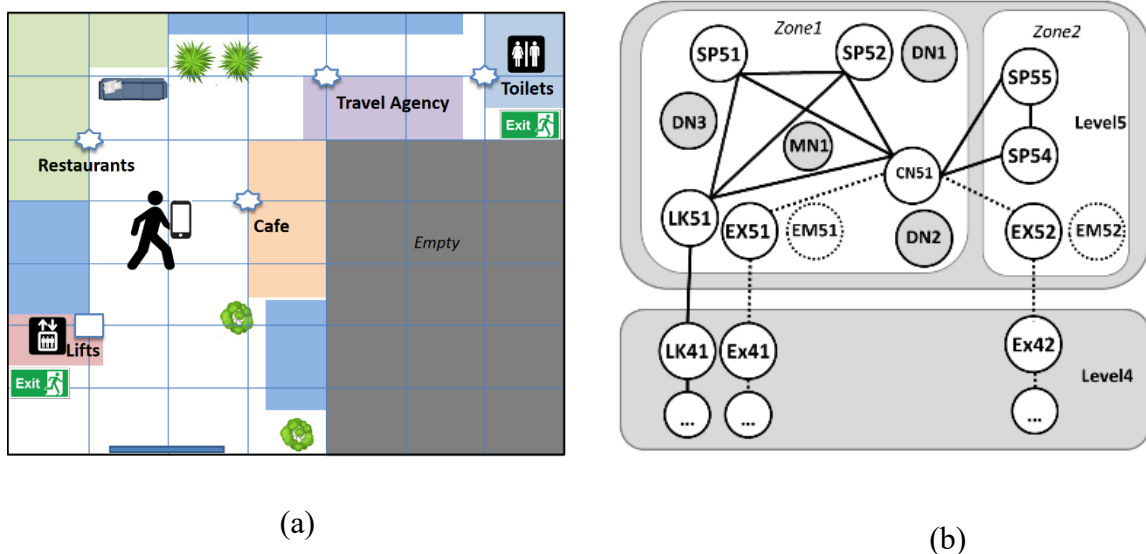 Toilets
Travel Agency
Exit
Restaurants
Cafe
Empty
Lifts
Exit
(a)
Zone1
Zone2
SP51
SP52
DN1
SP55
DN3
MN1
Level5
SP54
CN51
LK51
EX51
EM51
DN2
EX52
EM52
LK41
Ex41
Ex42
Level4
...
...
...
(b)